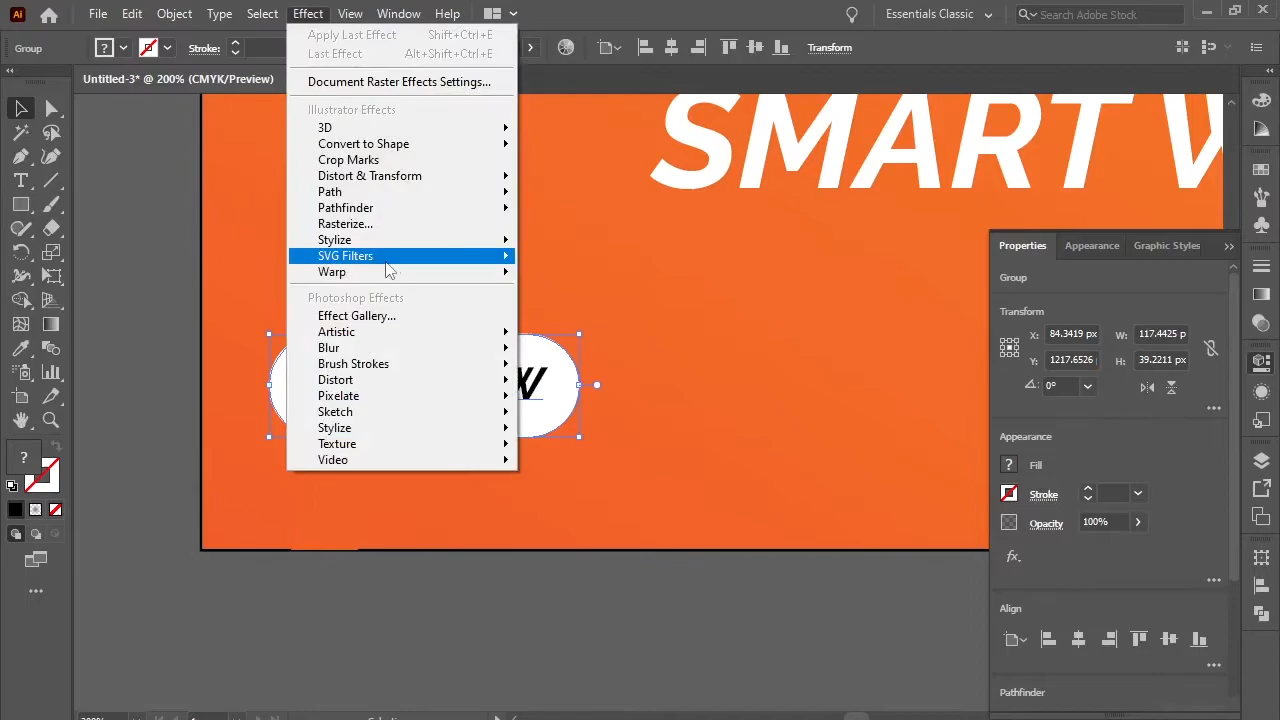 Ai File Edit Object Type Select Effect View Window Help Essentials Classic Search Adobe Stock
Group ? Stroke: Transform
Untitled-3* @ 200% (CMYK/Preview)
Apply Last Effect Shift+Ctrl+E
Last Effect Alt+Shift+Ctrl+E
Document Raster Effects Settings...
Illustrator Effects
3D
Convert to Shape
Crop Marks
Distort & Transform
Path
Pathfinder
Rasterize...
Stylize
SVG Filters
Warp
Photoshop Effects
Effect Gallery...
Artistic
Blur
Brush Strokes
Distort
Pixelate
Sketch
Stylize
Texture
Video
SMART W
W
?
Properties Appearance Graphic Styles
Group
Transform
X: 84.3419 px W: 117.4425 p
Y: 1217.6526 H: 39.2211 px
0°
Appearance
? Fill
Stroke
Opacity 100%
fx.
Align
Pathfinder